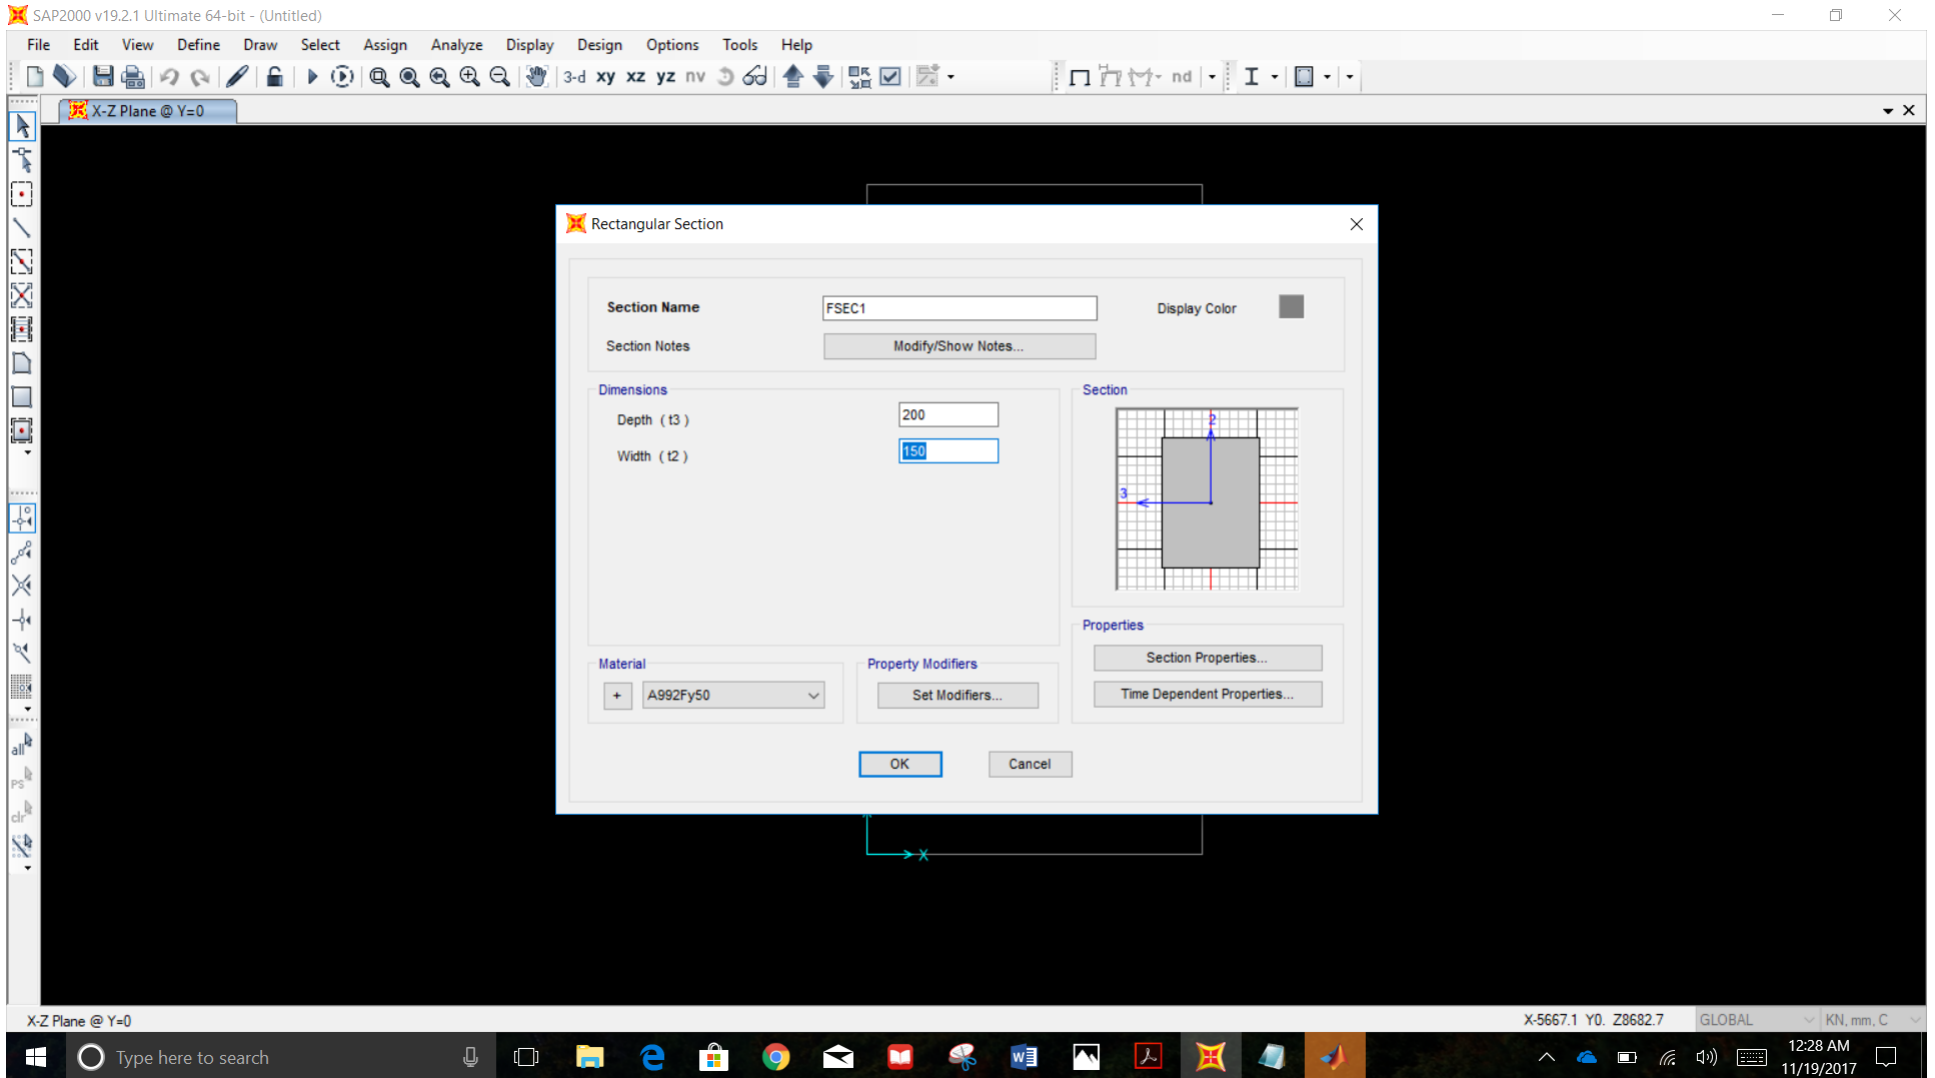 SAP2000 v19.2.1 Ultimate 64-bit - (Untitled)
File Edit View Define Draw Select Assign Analyze Display Design Options Tools Help
3-d xy xz yz nv nd
X-Z Plane @ Y=0
Rectangular Section
Section Name FSEC1 Display Color
Section Notes Modify/Show Notes...
Dimensions
Depth ( t3 ) 200
Width ( t2 ) 150
Section
2
3
Properties
Section Properties...
Time Dependent Properties...
Material
+ A992Fy50
Property Modifiers
Set Modifiers...
OK Cancel
X
all
ps
clr
X-Z Plane @ Y=0 X-5667.1 Y0. Z8682.7 GLOBAL KN, mm, C
Type here to search
12:28 AM
11/19/2017